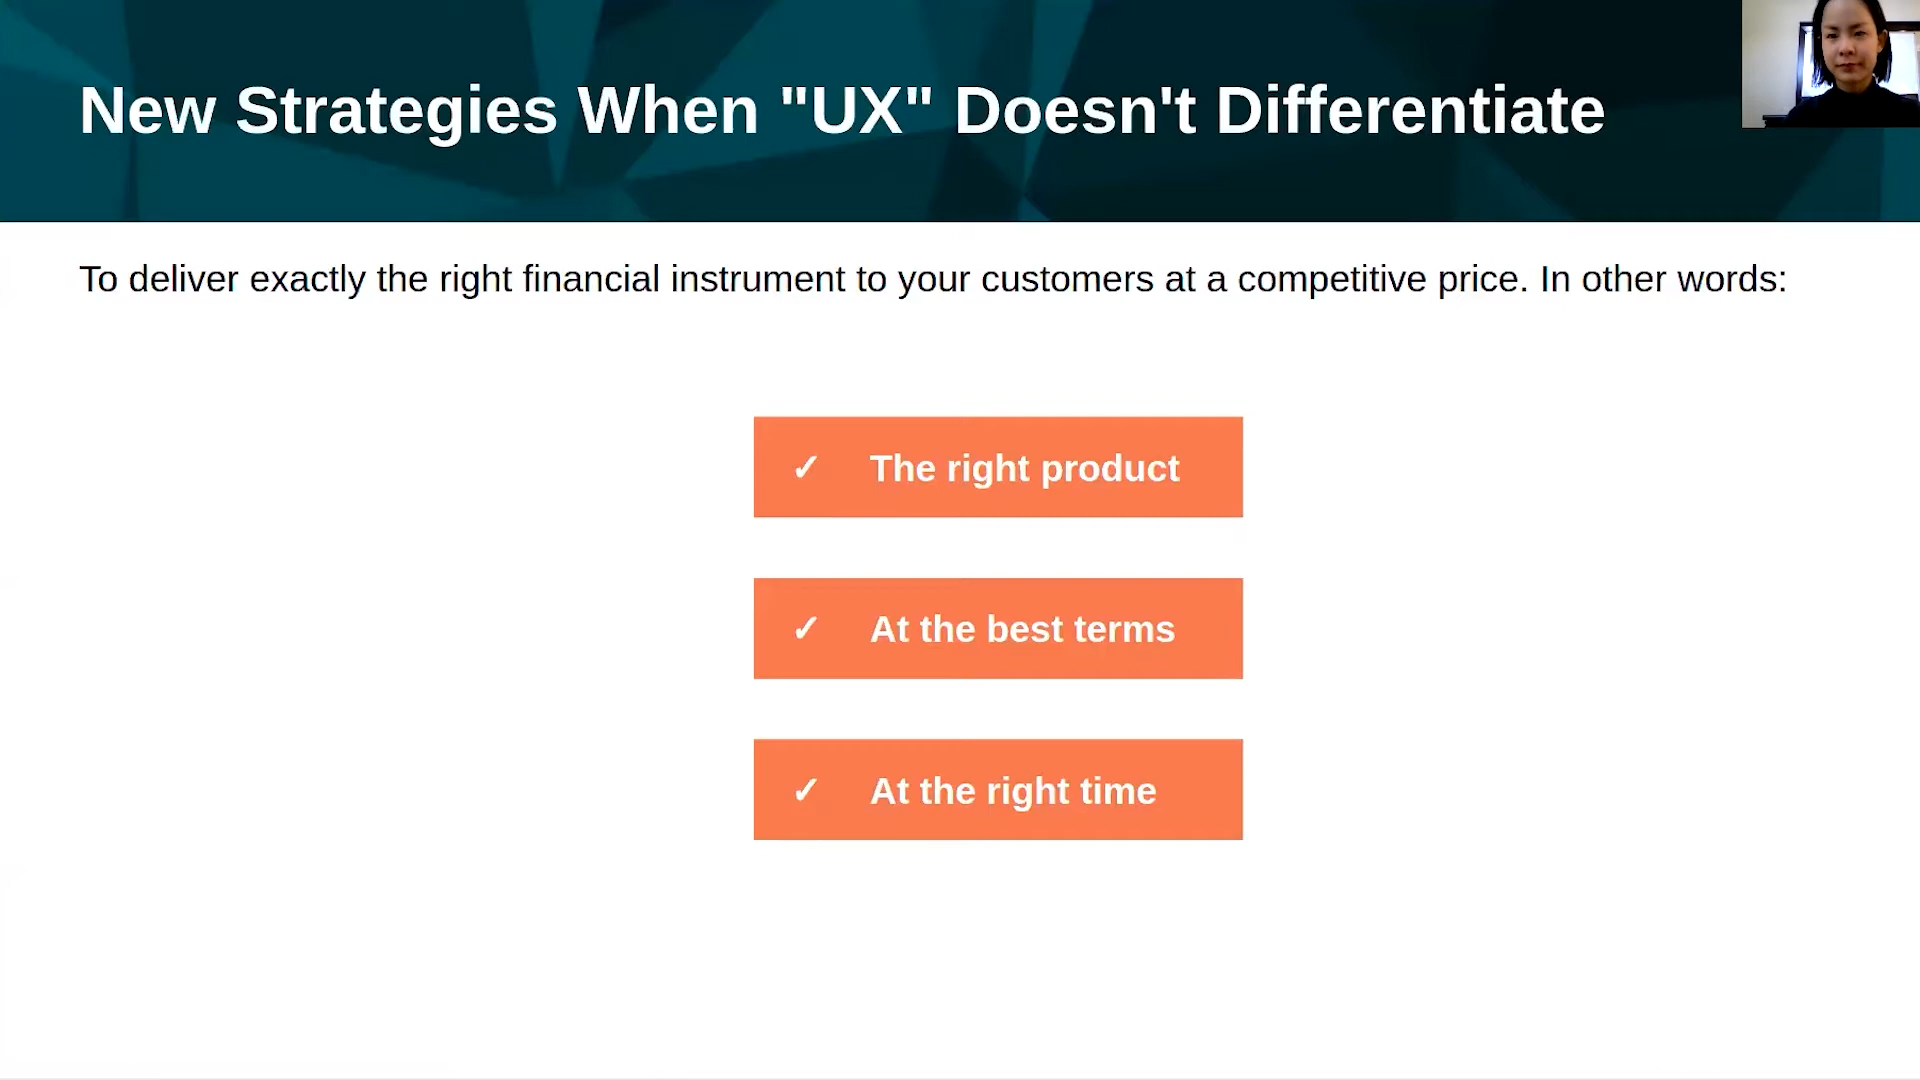 New Strategies When "UX" Doesn't Differentiate
To deliver exactly the right financial instrument to your customers at a competitive price. In other words:
✓ The right product
✓ At the best terms
✓ At the right time